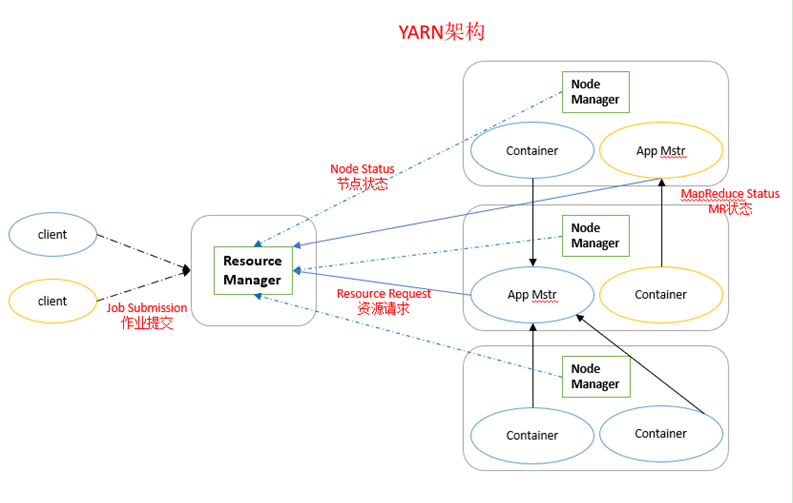 YARN架构
Node
Manager
Container
App Mstr
Node Status
节点状态
MapReduce Status
MR状态
client
Node
Manager
Resource
Manager
client
Resource Request
资源请求
App Mstr
Container
Job Submission
作业提交
Node
Manager
Container
Container